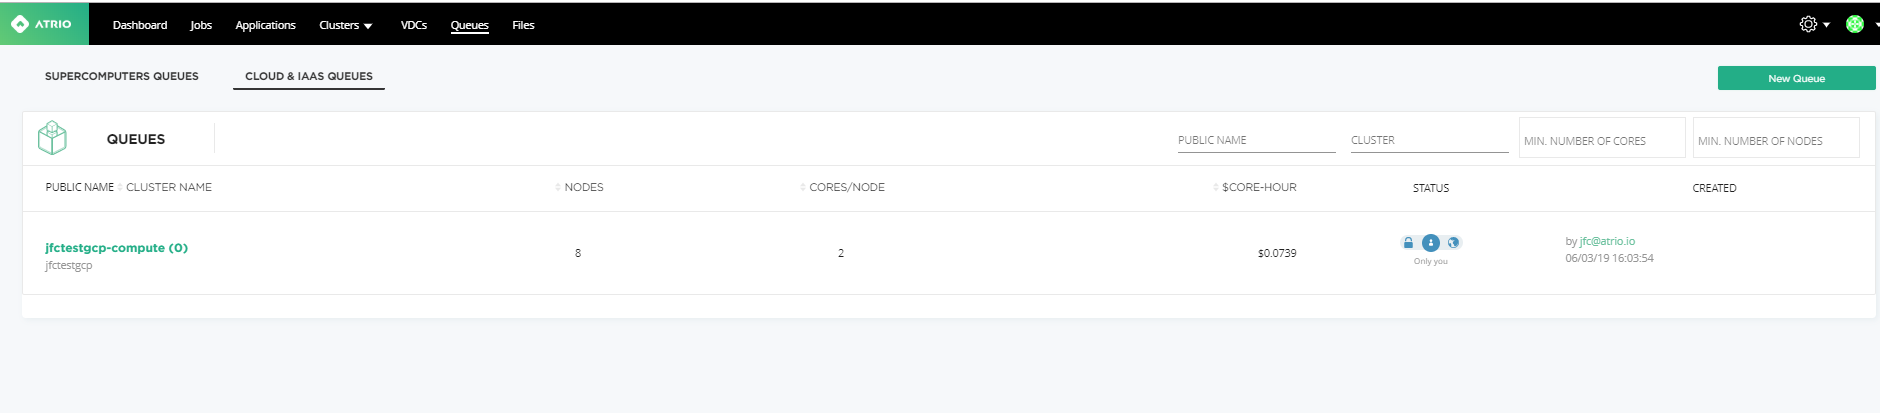 ATRIO Dashboard Jobs Applications Clusters VDCs Queues Files
SUPERCOMPUTERS QUEUES CLOUD & IAAS QUEUES New Queue
QUEUES PUBLIC NAME CLUSTER MIN. NUMBER OF CORES MIN. NUMBER OF NODES
PUBLIC NAME CLUSTER NAME NODES CORES/NODE $CORE-HOUR STATUS CREATED
jfctestgcp-compute (0) 8 2 $0.0739 by jfc@atrio.io
jfctestgcp Only you 06/03/19 16:03:54